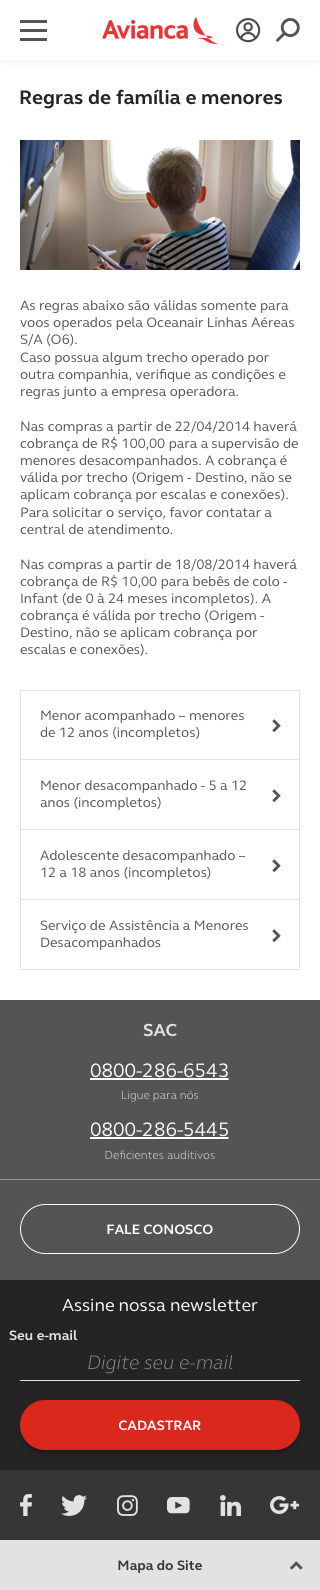 Avianca
Regras de família e menores
As regras abaixo são válidas somente para
voos operados pela Oceanair Linhas Aéreas
S/A (O6).
Caso possua algum trecho operado por
outra companhia, verifique as condições e
regras junto a empresa operadora.
Nas compras a partir de 22/04/2014 haverá
cobrança de R$ 100,00 para a supervisão de
menores desacompanhados. A cobrança é
válida por trecho (Origem - Destino, não se
aplicam cobrança por escalas e conexões).
Para solicitar o serviço, favor contatar a
central de atendimento.
Nas compras a partir de 18/08/2014 haverá
cobrança de R$ 10,00 para bebês de colo -
Infant (de 0 à 24 meses incompletos). A
cobrança é válida por trecho (Origem -
Destino, não se aplicam cobrança por
escalas e conexões).
Menor acompanhado – menores
de 12 anos (incompletos)
Menor desacompanhado - 5 a 12
anos (incompletos)
Adolescente desacompanhado –
12 a 18 anos (incompletos)
Serviço de Assistência a Menores
Desacompanhados
SAC
0800-286-6543
Ligue para nós
0800-286-5445
Deficientes auditivos
FALE CONOSCO
Assine nossa newsletter
Seu e-mail
Digite seu e-mail
CADASTRAR
Mapa do Site